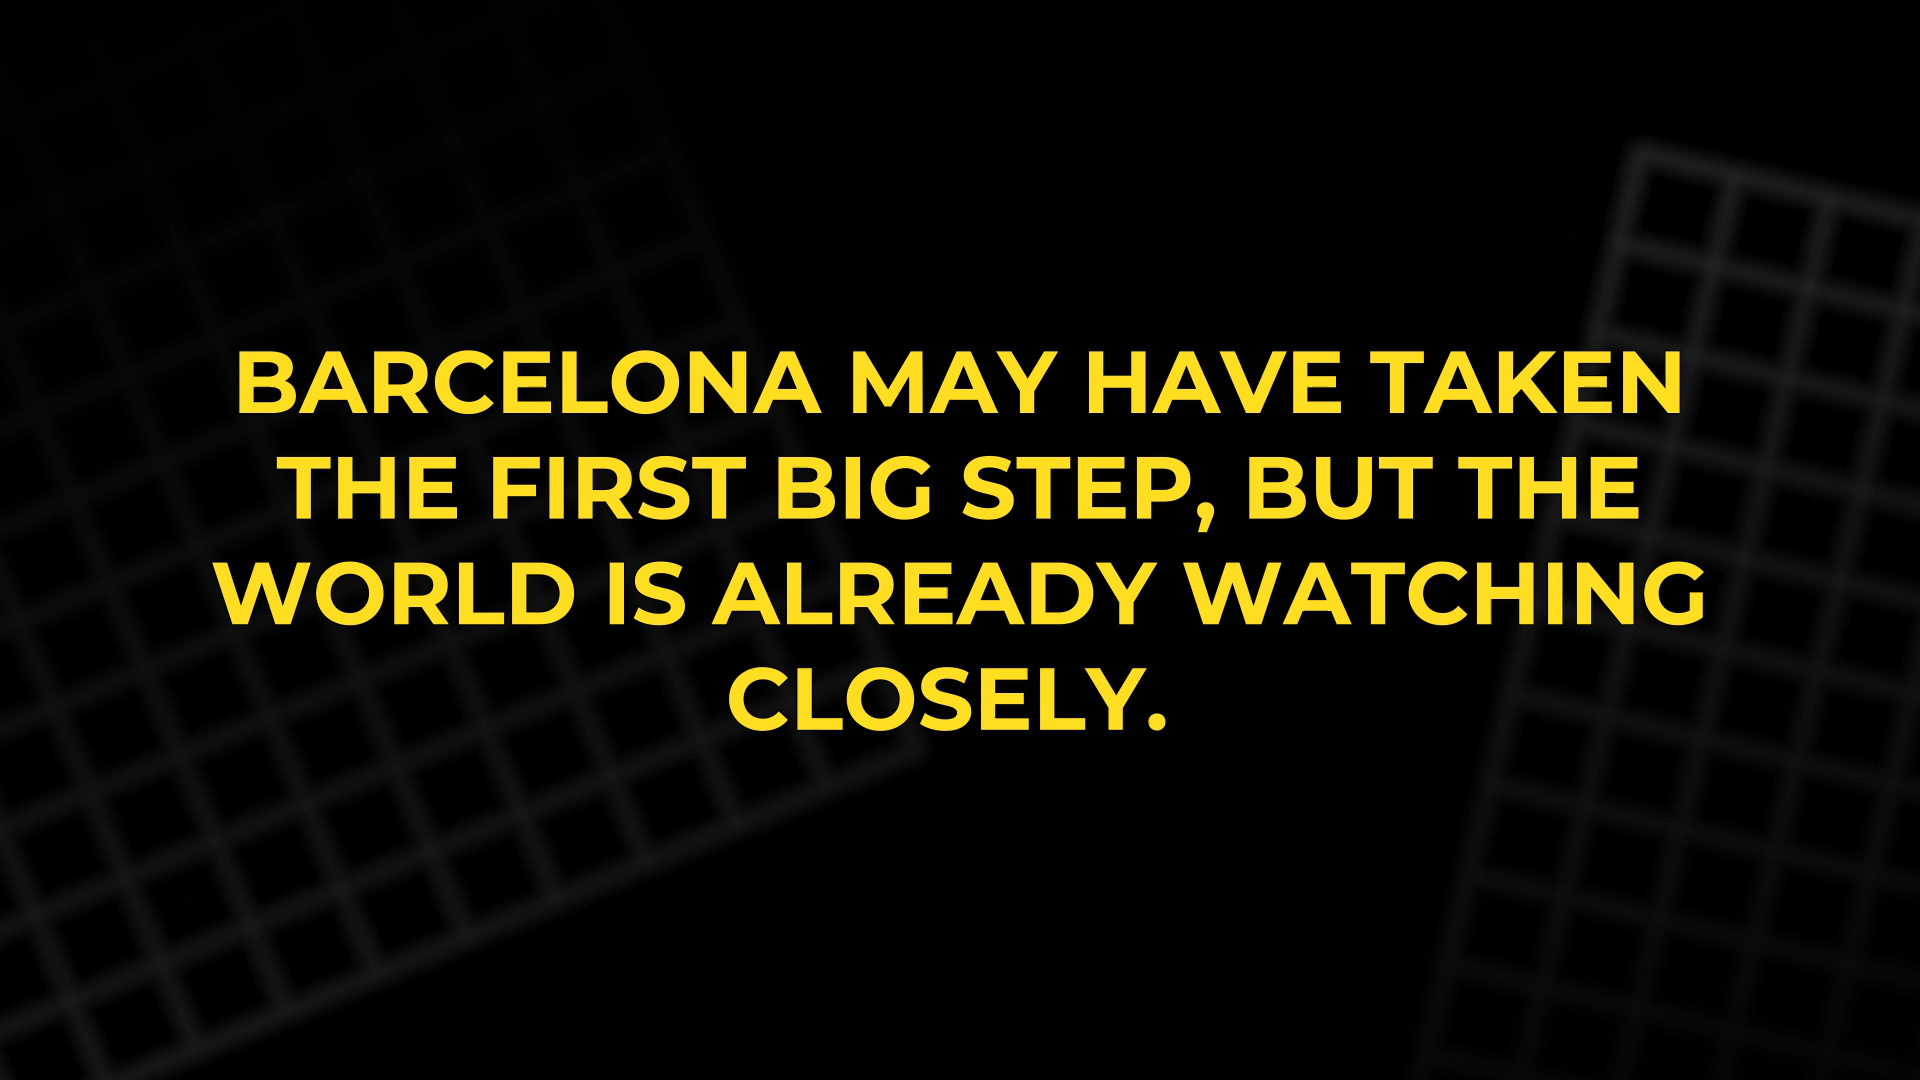 BARCELONA MAY HAVE TAKEN
THE FIRST BIG STEP, BUT THE
WORLD IS ALREADY WATCHING
CLOSELY.